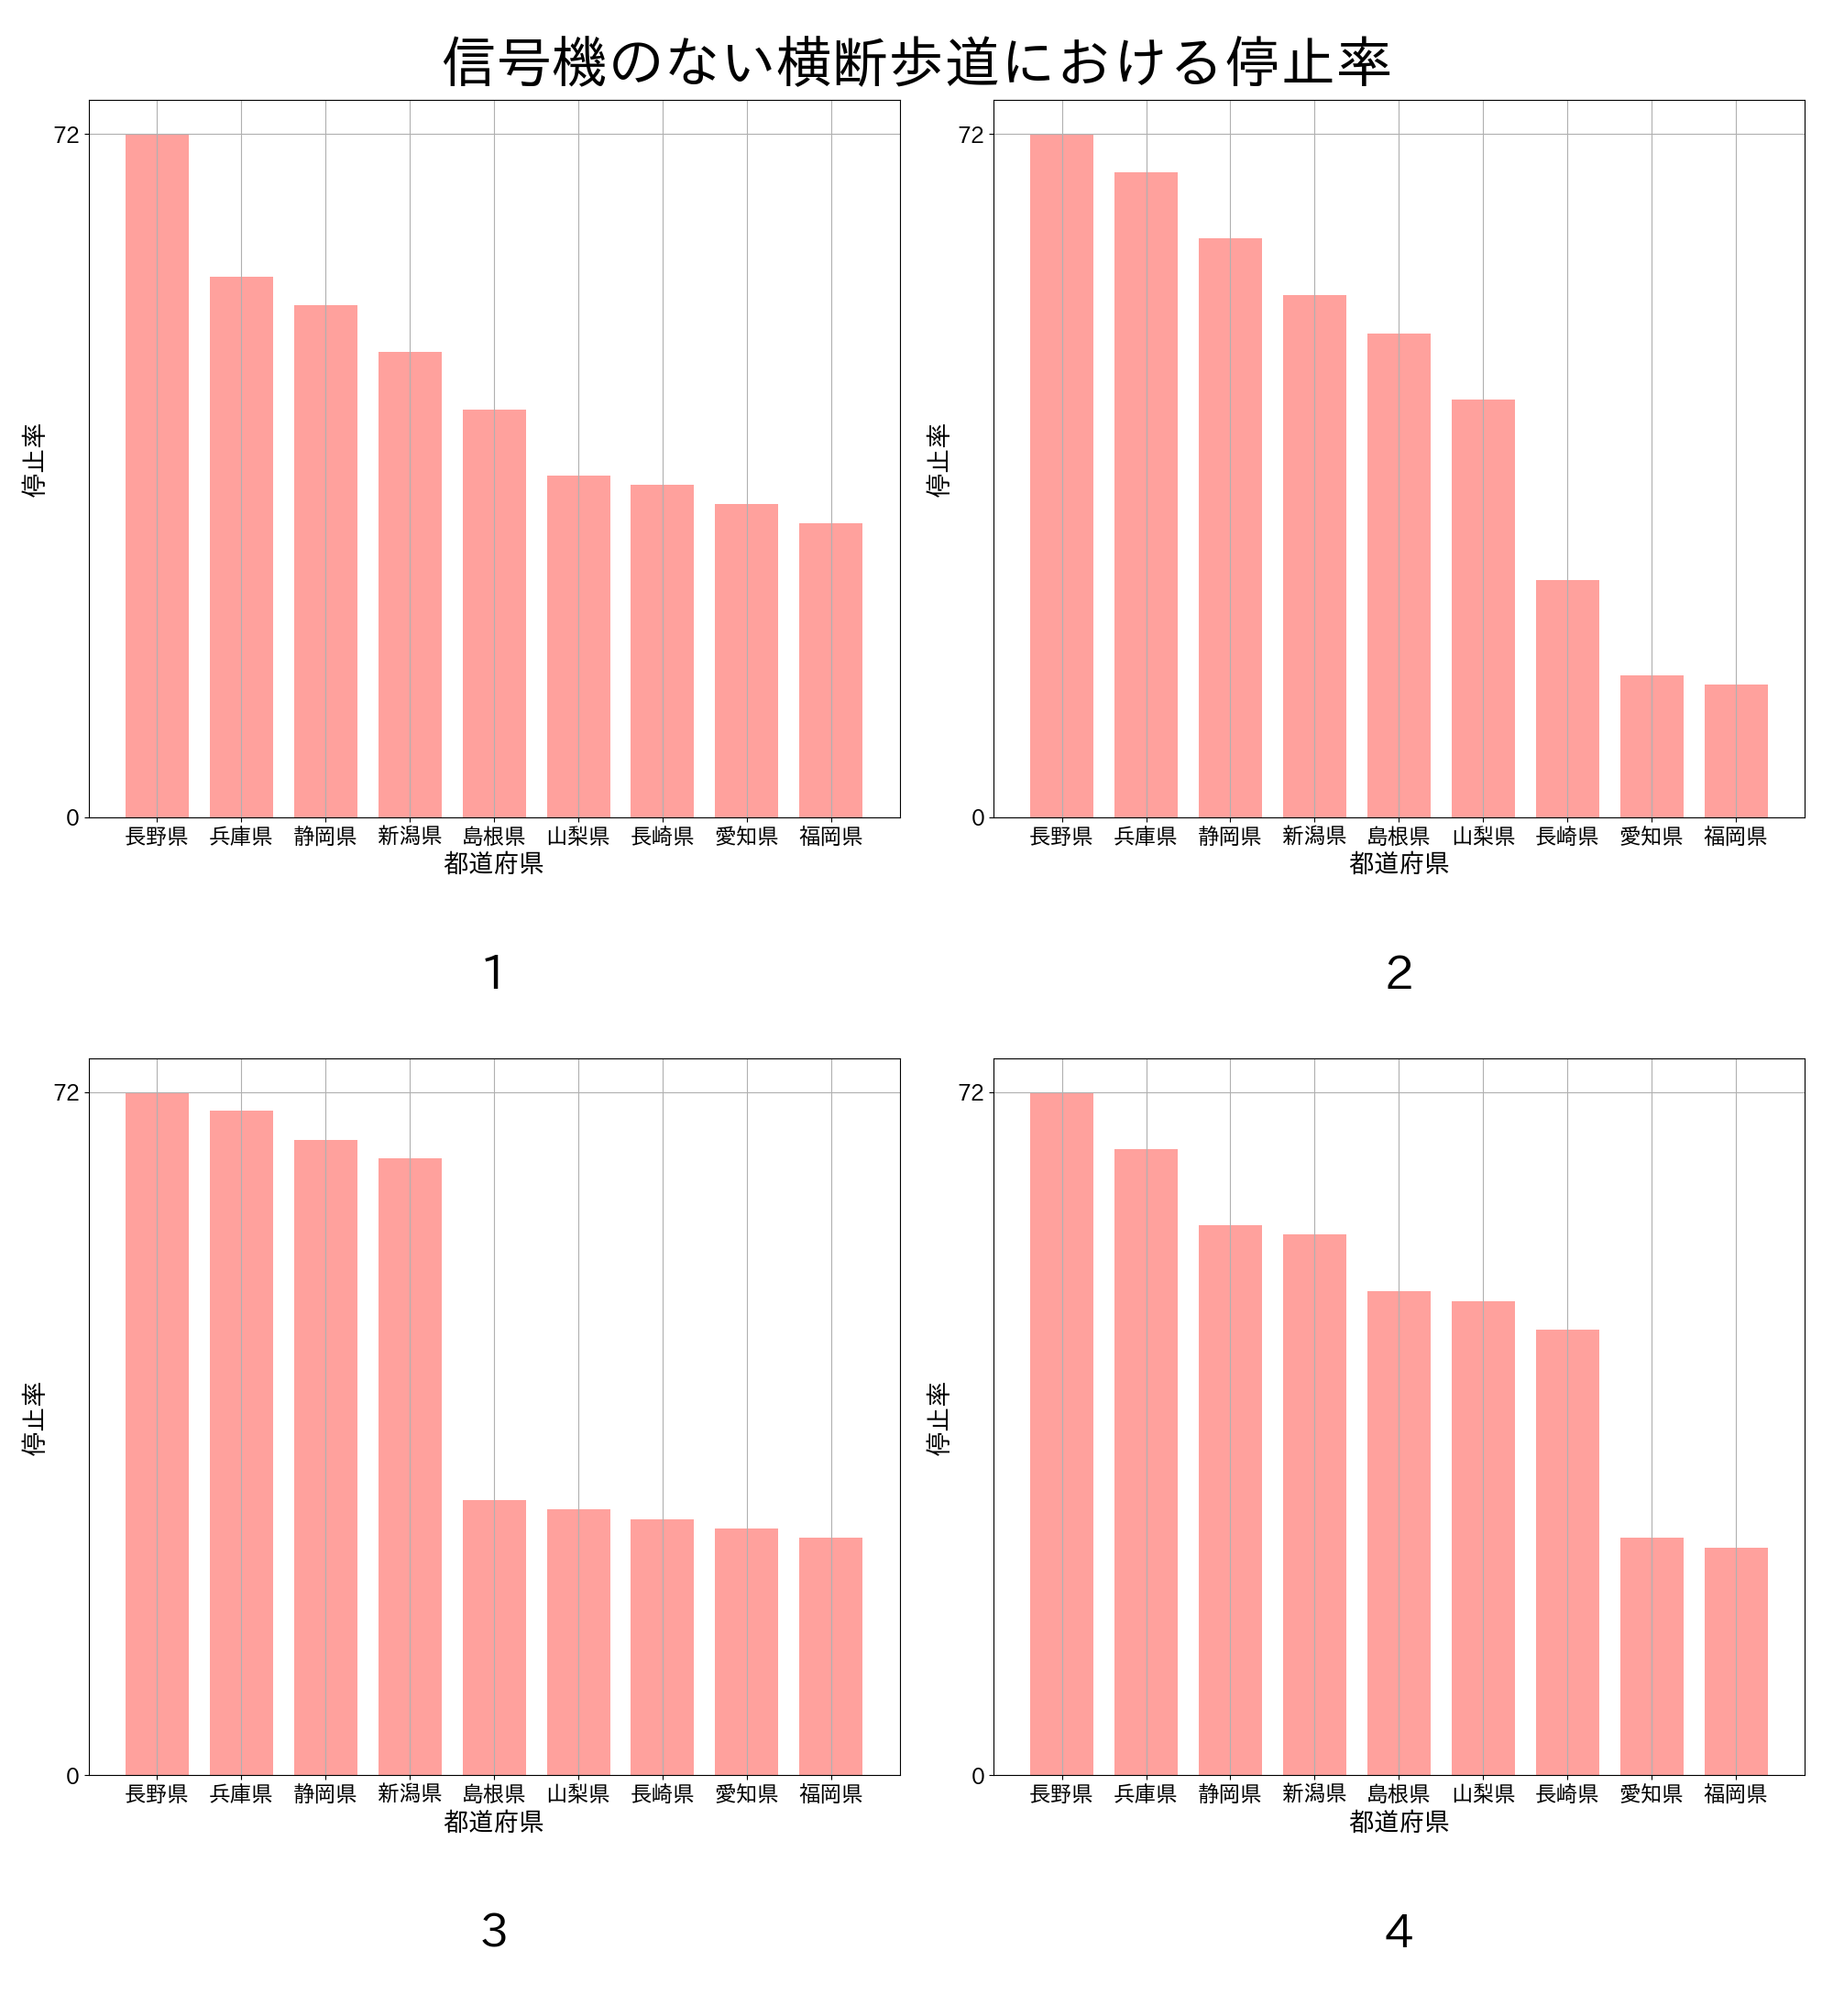 信号機のない横断歩道における停止率
72
0
停止率
長野県 兵庫県 静岡県 新潟県 島根県 山梨県 長崎県 愛知県 福岡県
都道府県
1
72
0
停止率
長野県 兵庫県 静岡県 新潟県 島根県 山梨県 長崎県 愛知県 福岡県
都道府県
2
72
0
停止率
長野県 兵庫県 静岡県 新潟県 島根県 山梨県 長崎県 愛知県 福岡県
都道府県
3
72
0
停止率
長野県 兵庫県 静岡県 新潟県 島根県 山梨県 長崎県 愛知県 福岡県
都道府県
4